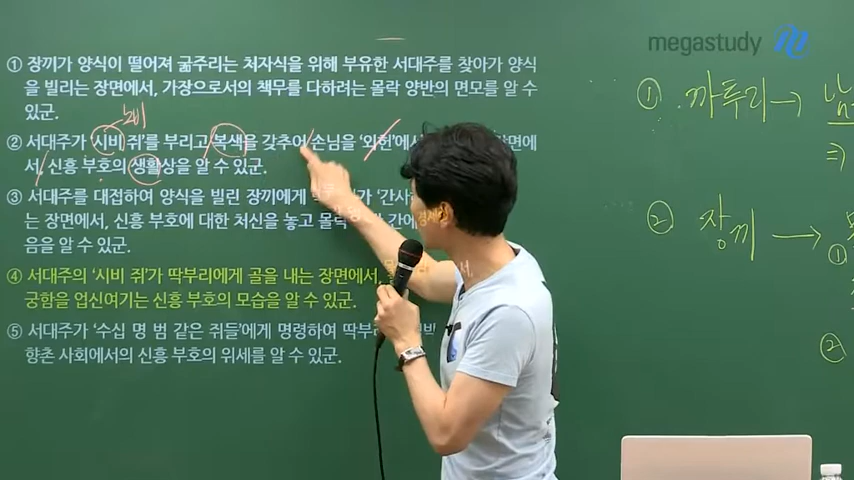 megastudy
① 장끼가 양식이 떨어져 굶주리는 처자식을 위해 부유한 서대주를 찾아가 양식
을 빌리는 장면에서, 가장으로서의 책무를 다하려는 몰락 양반의 면모를 알 수
있군.
노비
② 서대주가 '시비 쥐'를 부리고 복색을 갖추어 손님을 '외헌'에서
서, 신흥 부호의 생활상을 알 수 있군.
③ 서대주를 대접하여 양식을 빌린 장끼에게 가 '간사
는 장면에서, 신흥 부호에 대한 처신을 놓고 몰락 간에
음을 알 수 있군.
④ 서대주의 '시비 쥐'가 딱부리에게 골을 내는 장면에서,
궁함을 업신여기는 신흥 부호의 모습을 알 수 있군.
⑤ 서대주가 '수십 명 범 같은 쥐들'에게 명령하여 딱부
향촌 사회에서의 신흥 부호의 위세를 알 수 있군.
① 까투리 →
⇒
② 장끼 →
①
②